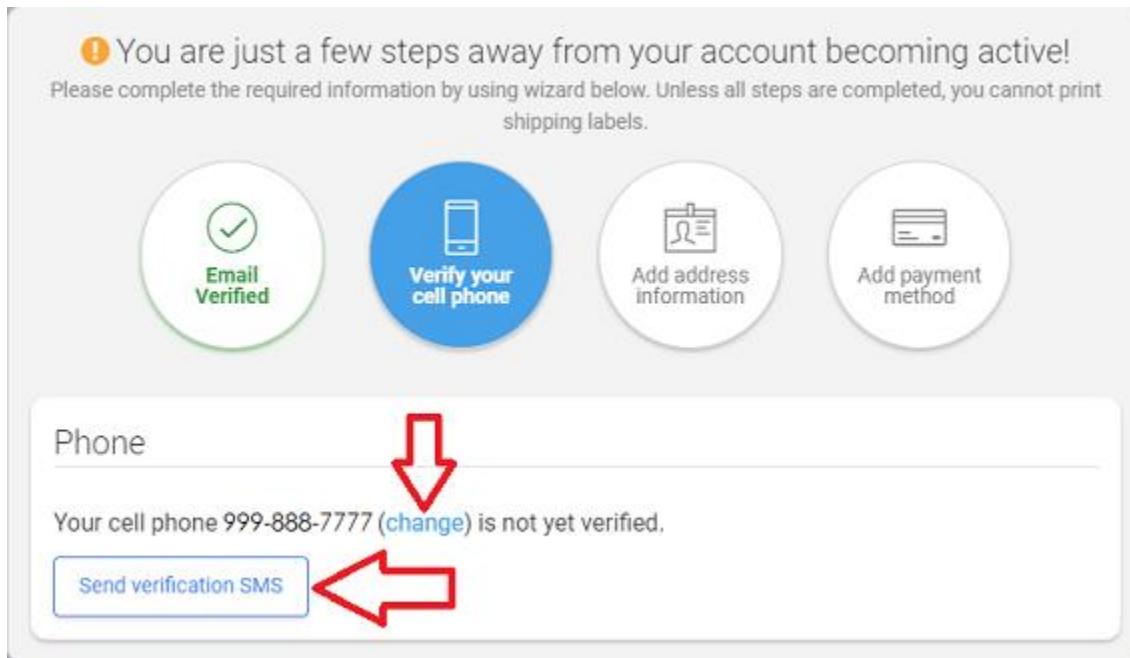 You are just a few steps away from your account becoming active!
Please complete the required information by using wizard below. Unless all steps are completed, you cannot print
shipping labels.
Email
Verified
Verify your
cell phone
Add address
information
Add payment
method
Phone
Your cell phone 999-888-7777 (change) is not yet verified.
Send verification SMS